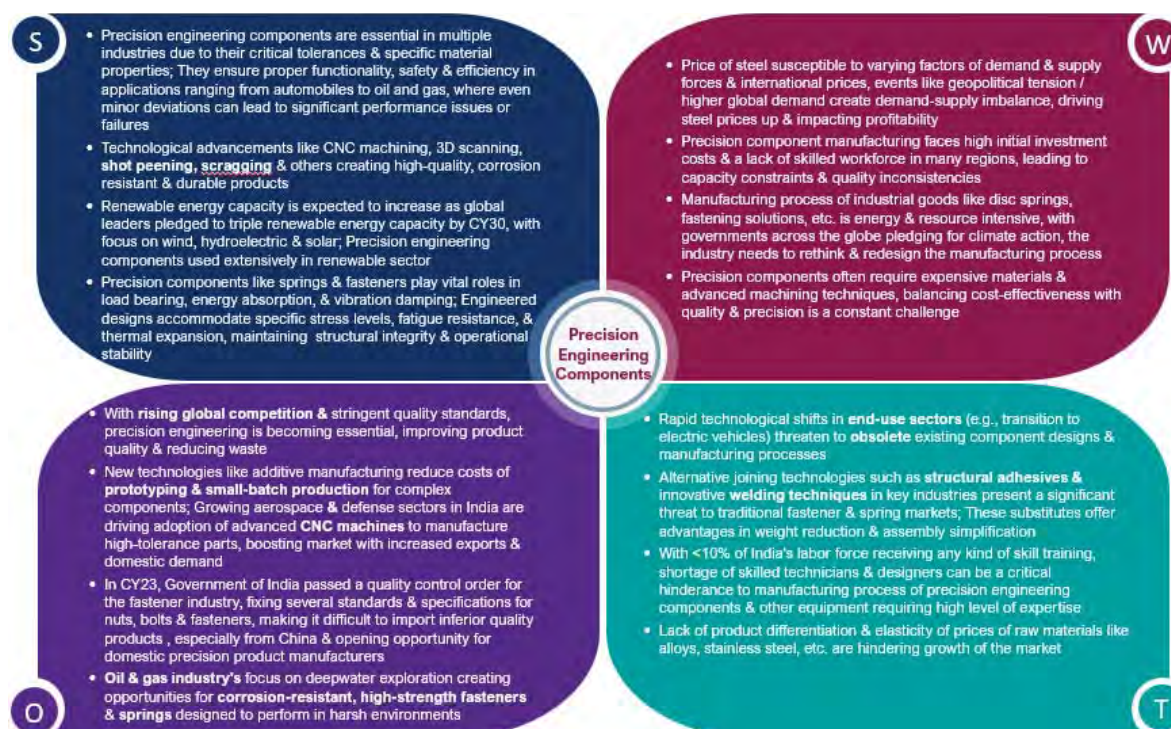 S
• Precision engineering components are essential in multiple
industries due to their critical tolerances & specific material
properties; They ensure proper functionality, safety & efficiency in
applications ranging from automobiles to oil and gas, where even
minor deviations can lead to significant performance issues or
failures
• Technological advancements like CNC machining, 3D scanning,
shot peening, scragging & others creating high-quality, corrosion
resistant & durable products
• Renewable energy capacity is expected to increase as global
leaders pledged to triple renewable energy capacity by CY30, with
focus on wind, hydroelectric & solar; Precision engineering
components used extensively in renewable sector
• Precision components like springs & fasteners play vital roles in
load bearing, energy absorption, & vibration damping; Engineered
designs accommodate specific stress levels, fatigue resistance, &
thermal expansion, maintaining structural integrity & operational
stability
W
• Price of steel susceptible to varying factors of demand & supply
forces & international prices, events like geopolitical tension /
higher global demand create demand-supply imbalance, driving
steel prices up & impacting profitability
• Precision component manufacturing faces high initial investment
costs & a lack of skilled workforce in many regions, leading to
capacity constraints & quality inconsistencies
• Manufacturing process of industrial goods like disc springs,
fastening solutions, etc. is energy & resource intensive, with
governments across the globe pledging for climate action, the
industry needs to rethink & redesign the manufacturing process
• Precision components often require expensive materials &
advanced machining techniques, balancing cost-effectiveness with
quality & precision is a constant challenge
Precision
Engineering
Components
• With rising global competition & stringent quality standards,
precision engineering is becoming essential, improving product
quality & reducing waste
• New technologies like additive manufacturing reduce costs of
prototyping & small-batch production for complex
components; Growing aerospace & defense sectors in India are
driving adoption of advanced CNC machines to manufacture
high-tolerance parts, boosting market with increased exports &
domestic demand
• In CY23, Government of India passed a quality control order for
the fastener industry, fixing several standards & specifications for
nuts, bolts & fasteners, making it difficult to import inferior quality
products , especially from China & opening opportunity for
domestic precision product manufacturers
• Oil & gas industry's focus on deepwater exploration creating
opportunities for corrosion-resistant, high-strength fasteners
& springs designed to perform in harsh environments
O
• Rapid technological shifts in end-use sectors (e.g., transition to
electric vehicles) threaten to obsolete existing component designs &
manufacturing processes
• Alternative joining technologies such as structural adhesives &
innovative welding techniques in key industries present a significant
threat to traditional fastener & spring markets; These substitutes offer
advantages in weight reduction & assembly simplification
• With <10% of India's labor force receiving any kind of skill training,
shortage of skilled technicians & designers can be a critical
hinderance to manufacturing process of precision engineering
components & other equipment requiring high level of expertise
• Lack of product differentiation & elasticity of prices of raw materials like
alloys, stainless steel, etc. are hindering growth of the market
T